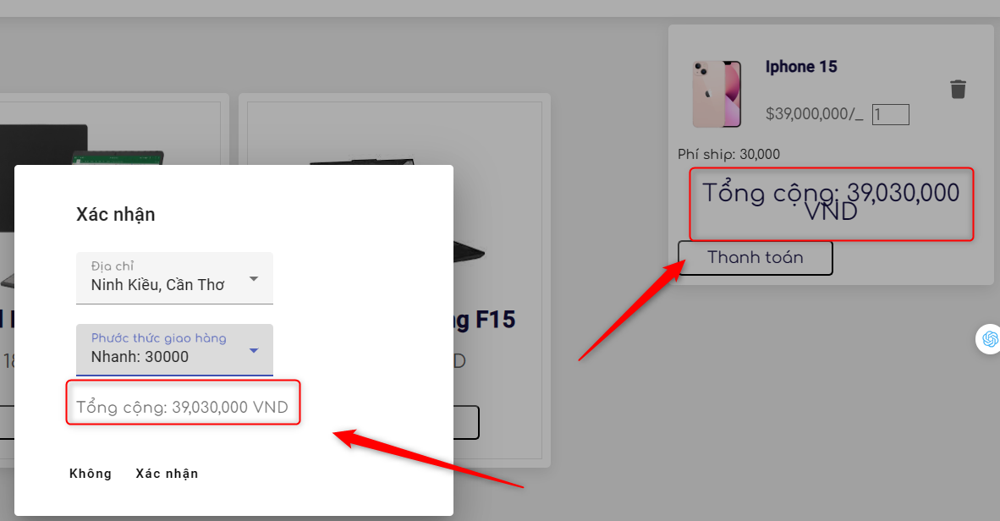 Iphone 15
$39,000,000/_ 1
Phí ship: 30,000
Tổng cộng: 39,030,000
VND
Thanh toán
Xác nhận
Địa chỉ
Ninh Kiều, Cần Thơ
Phước thức giao hàng
Nhanh: 30000
Tổng cộng: 39,030,000 VND
Không Xác nhận
F15